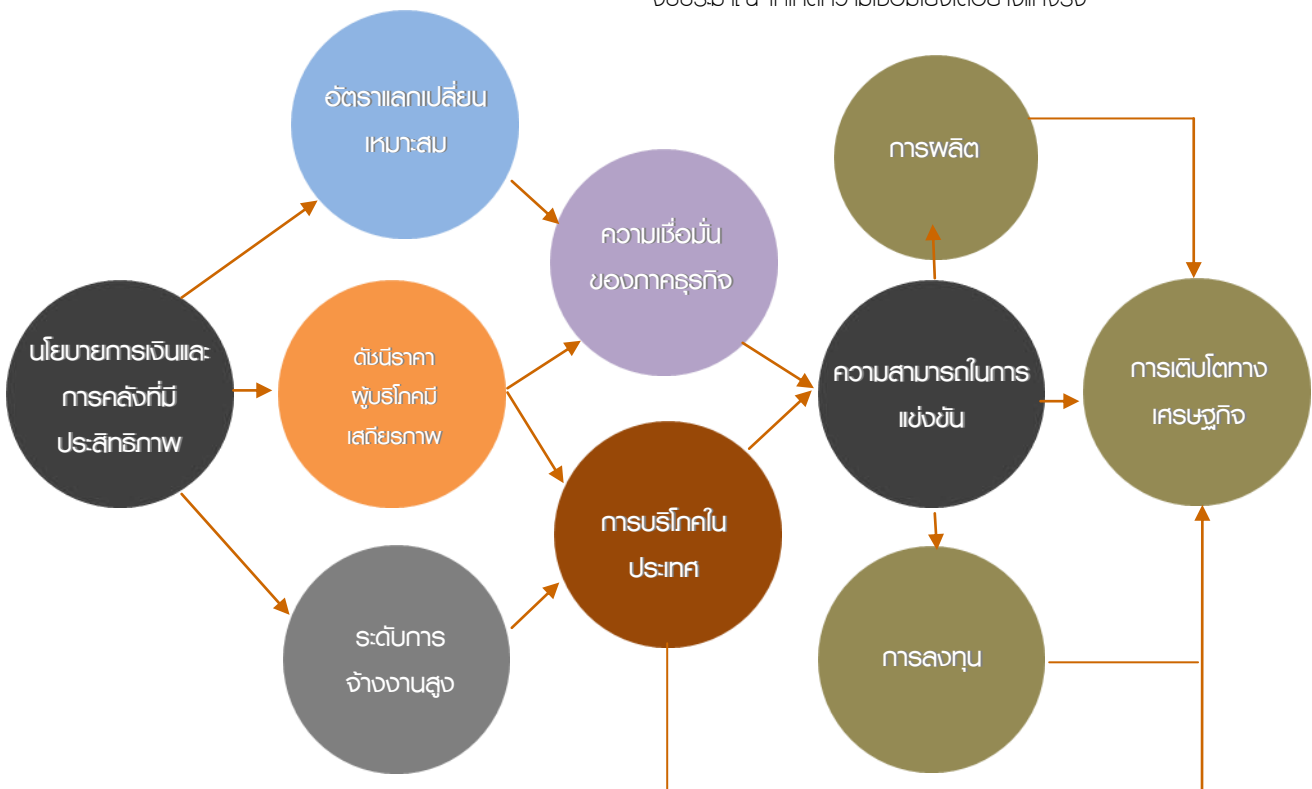 อัตราแลกเปลี่ยน
เหมาะสม
การผลิต
ความเชื่อมั่น
ของภาคธุรกิจ
นโยบายการเงินและ
การคลังที่มี
ประสิทธิภาพ
ดัชนีราคา
ผู้บริโภคมี
เสถียรภาพ
ความสามารถในการ
แข่งขัน
การเติบโตทาง
เศรษฐกิจ
การบริโภคใน
ประเทศ
ระดับการ
จ้างงานสูง
การลงทุน